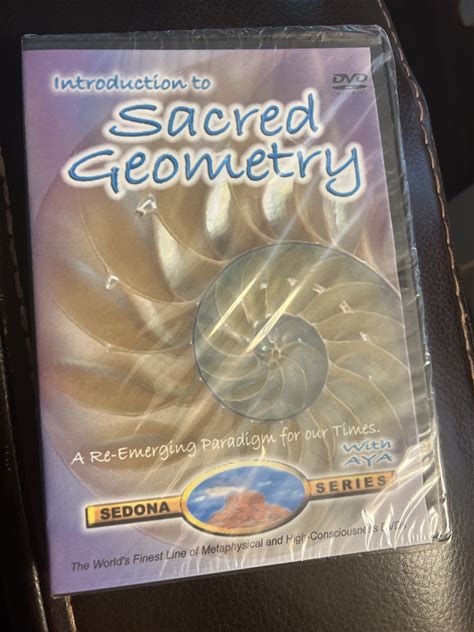 DVD
Introduction to
Sacred
Geometry
A Re-Emerging Paradigm for our Times.
With
AYA
SEDONA SERIES
The World's Finest Line of Metaphysical and High-Consciousness